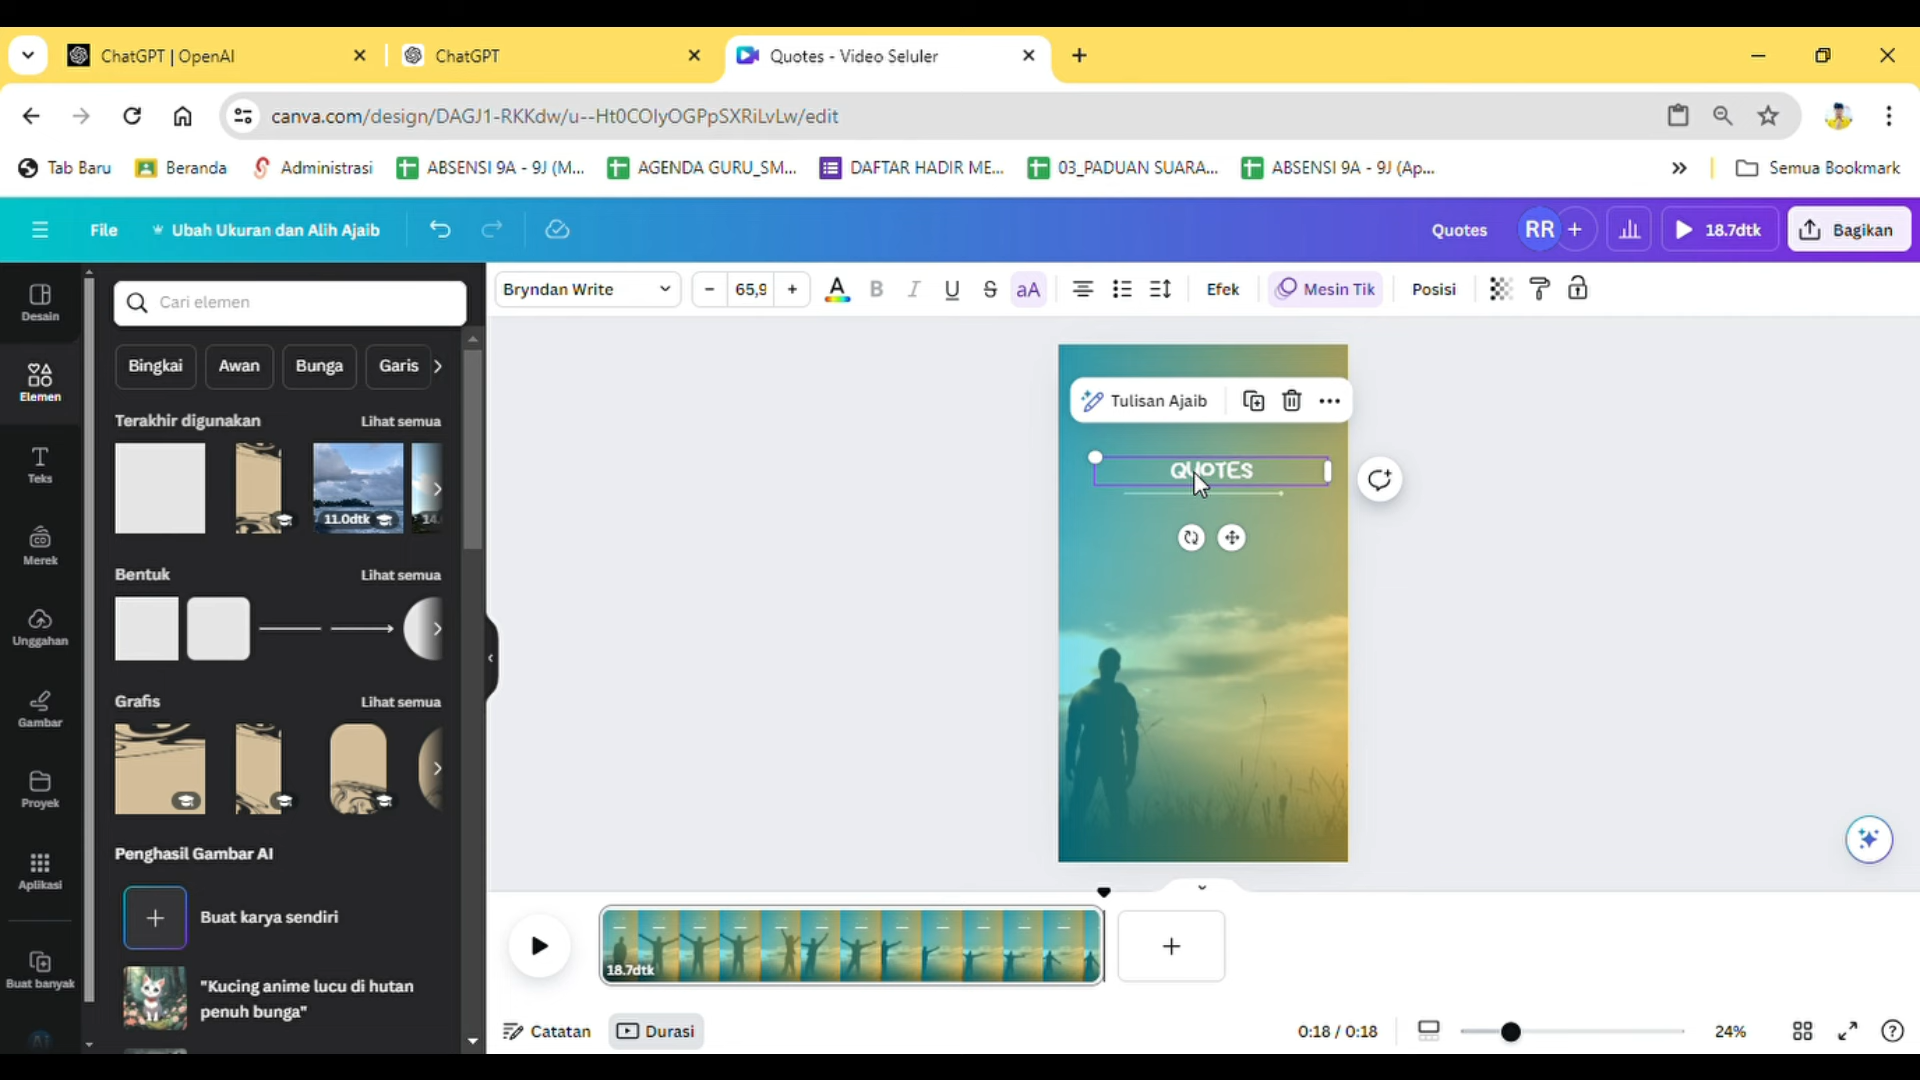 ChatGPT | OpenAI
ChatGPT
Quotes - Video Seluler
canva.com/design/DAGJ1-RKKdw/u--Ht0COIyOGPpSXRiLvLw/edit
Tab Baru
Beranda
Administrasi
ABSENSI 9A - 9J (M...
AGENDA GURU_SM...
DAFTAR HADIR ME...
03_PADUAN SUARA...
ABSENSI 9A - 9J (Ap...
Semua Bookmark
File
Ubah Ukuran dan Alih Ajaib
Quotes
RR
18.7dtk
Bagikan
Bryndan Write
65,9
A
B
I
U
S
aA
Efek
Mesin Tik
Posisi
Desain
Elemen
Teks
Merek
Unggahan
Gambar
Proyek
Aplikasi
Buat banyak
Cari elemen
Bingkai
Awan
Bunga
Garis
Terakhir digunakan
Lihat semua
11.0dtk
14.
Bentuk
Lihat semua
Grafis
Lihat semua
Penghasil Gambar AI
Buat karya sendiri
"Kucing anime lucu di hutan
penuh bunga"
Tulisan Ajaib
QUOTES
18.7dtk
Catatan
Durasi
0:18 / 0:18
24%